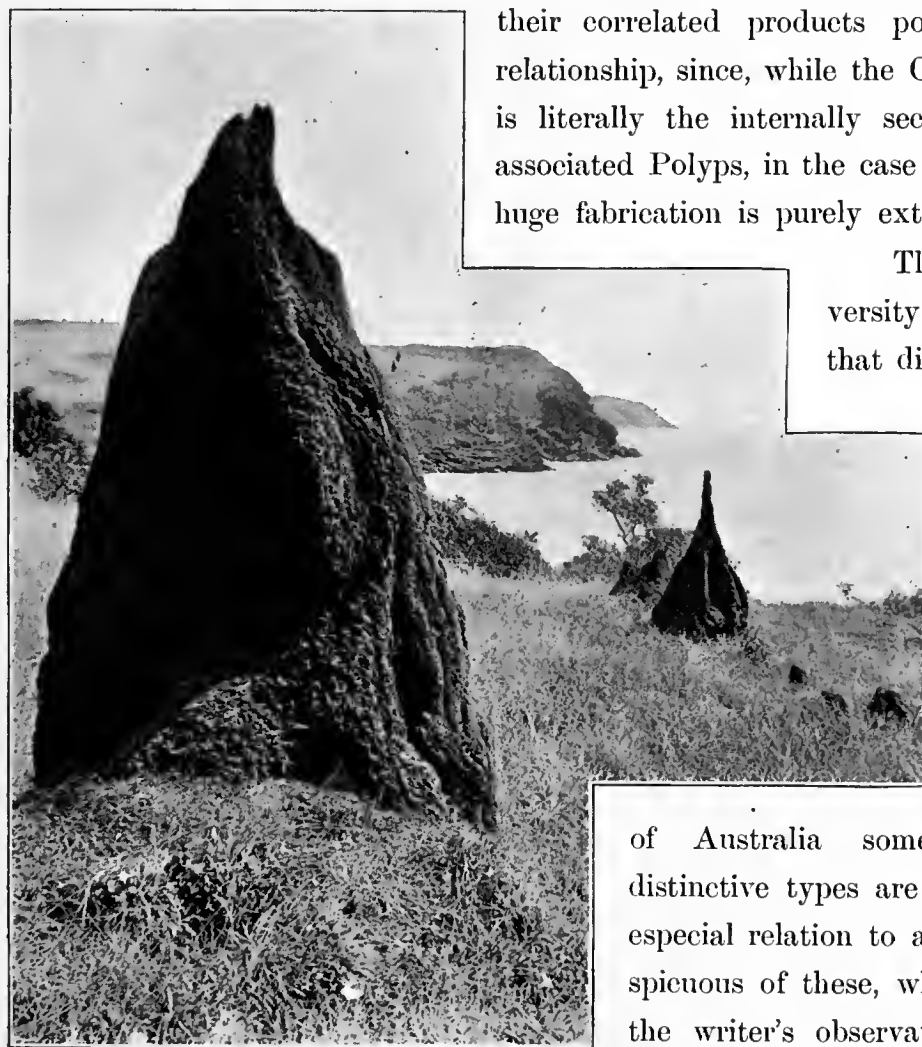 their correlated products po
relationship, since, while the C
is literally the internally sec
associated Polyps, in the case
huge fabrication is purely ext
Th
versity
that di
of Australia some
distinctive types are
especial relation to a
spicuous of these, w
the writer's observa